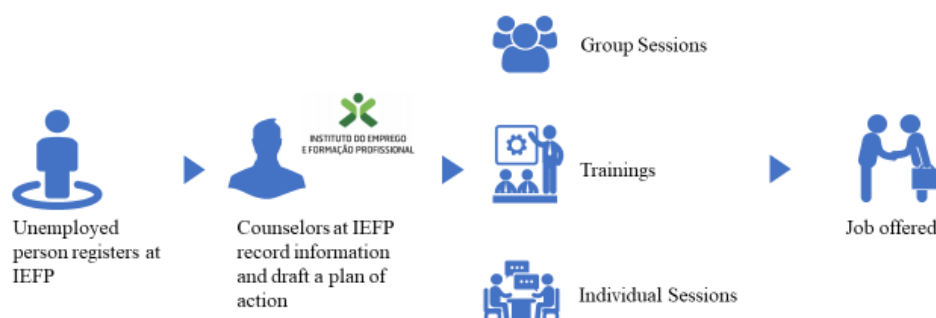 Group Sessions
INSTITUTO DO EMPREGO
E FORMAÇÃO PROFISSIONAL
Trainings
Unemployed
person registers at
IEFP
Counselors at IEFP
record information
and draft a plan of
action
Job offered
Individual Sessions